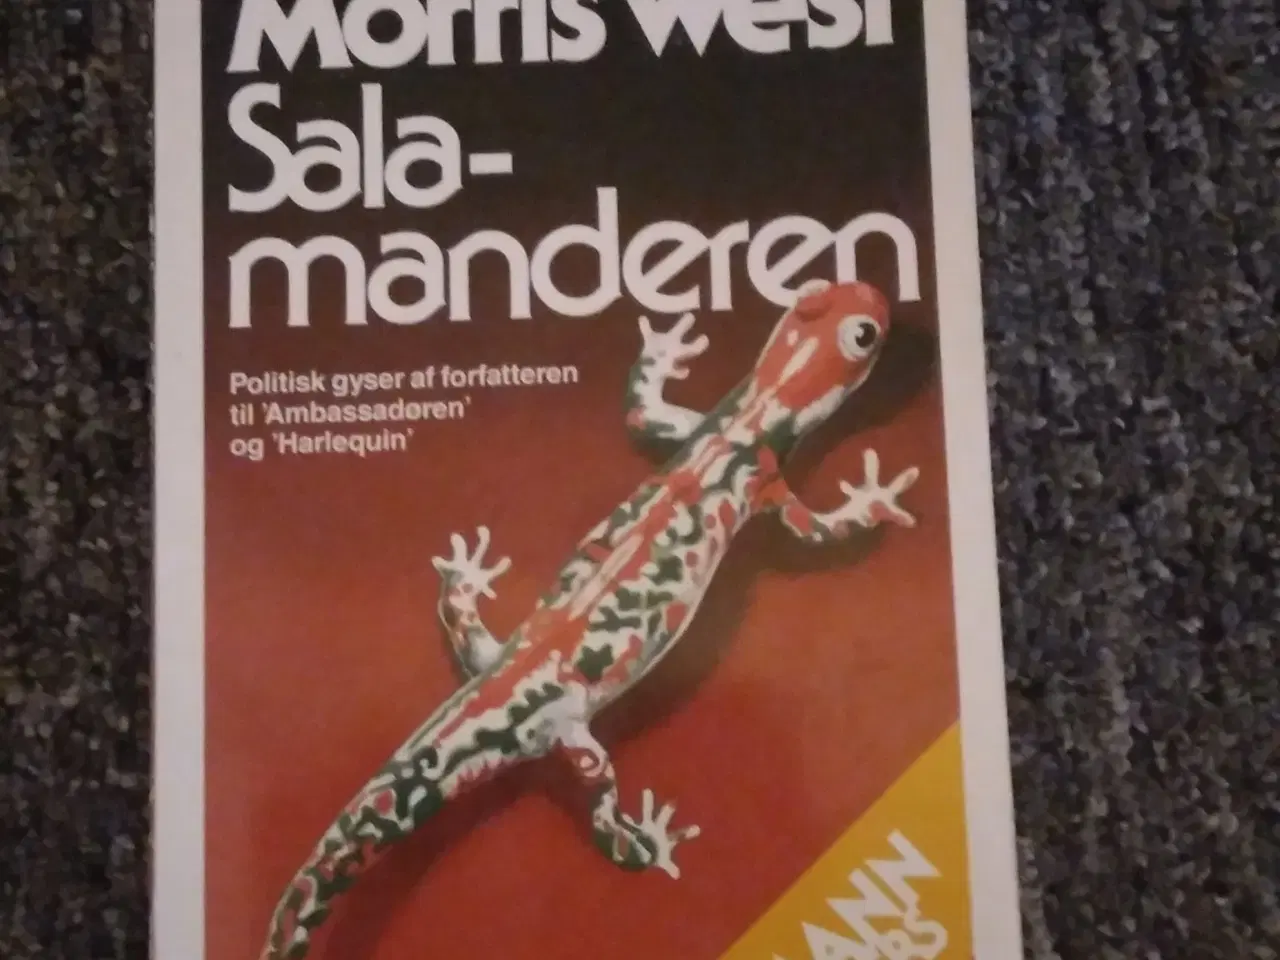 Morris West
Sala-
manderen
Politisk gyser af forfatteren
til 'Ambassadøren'
og 'Harlequin'